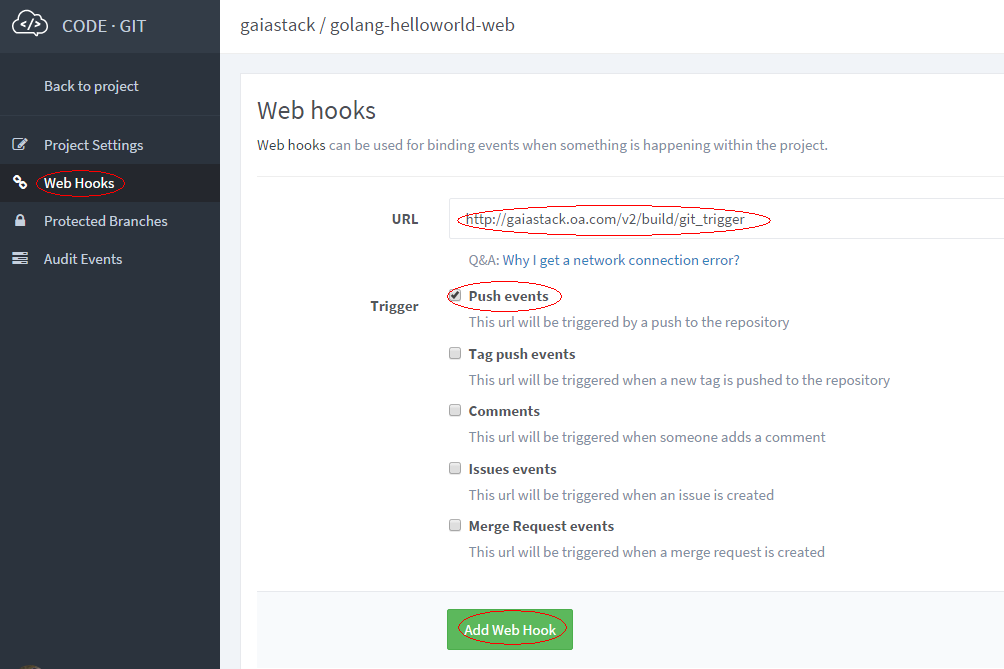 CODE · GIT
gaiastack / golang-helloworld-web
Back to project
Project Settings
Web Hooks
Protected Branches
Audit Events
Web hooks
Web hooks can be used for binding events when something is happening within the project.
URL
http://gaiastack.oa.com/v2/build/git_trigger
Q&A: Why I get a network connection error?
Trigger
Push events
This url will be triggered by a push to the repository
Tag push events
This url will be triggered when a new tag is pushed to the repository
Comments
This url will be triggered when someone adds a comment
Issues events
This url will be triggered when an issue is created
Merge Request events
This url will be triggered when a merge request is created
Add Web Hook